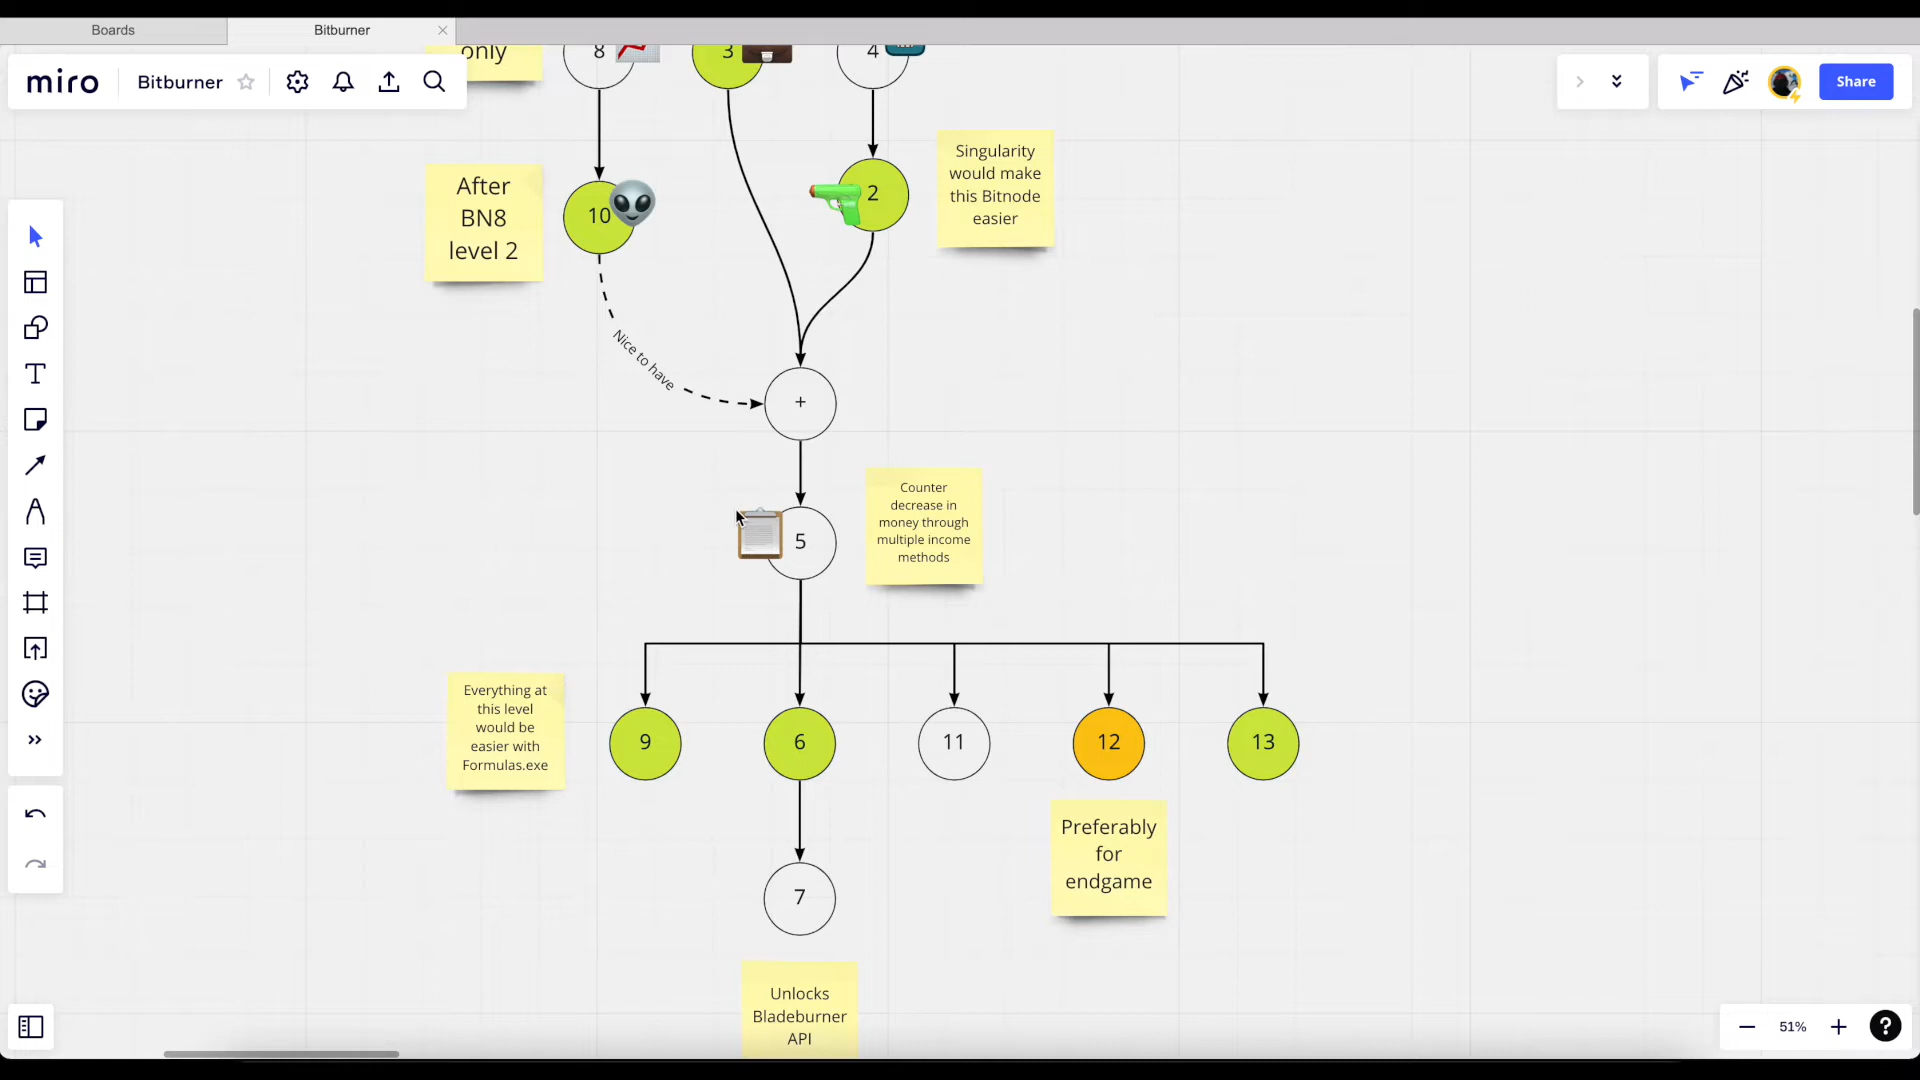 Boards
Bitburner
miro
Bitburner
Share
only
8
3
4
After
BN8
level 2
10
2
Singularity
would make
this Bitnode
easier
Nice to have
+
5
Counter
decrease in
money through
multiple income
methods
Everything at
this level
would be
easier with
Formulas.exe
9
6
11
12
13
Preferably
for
endgame
7
Unlocks
Bladeburner
API
51%